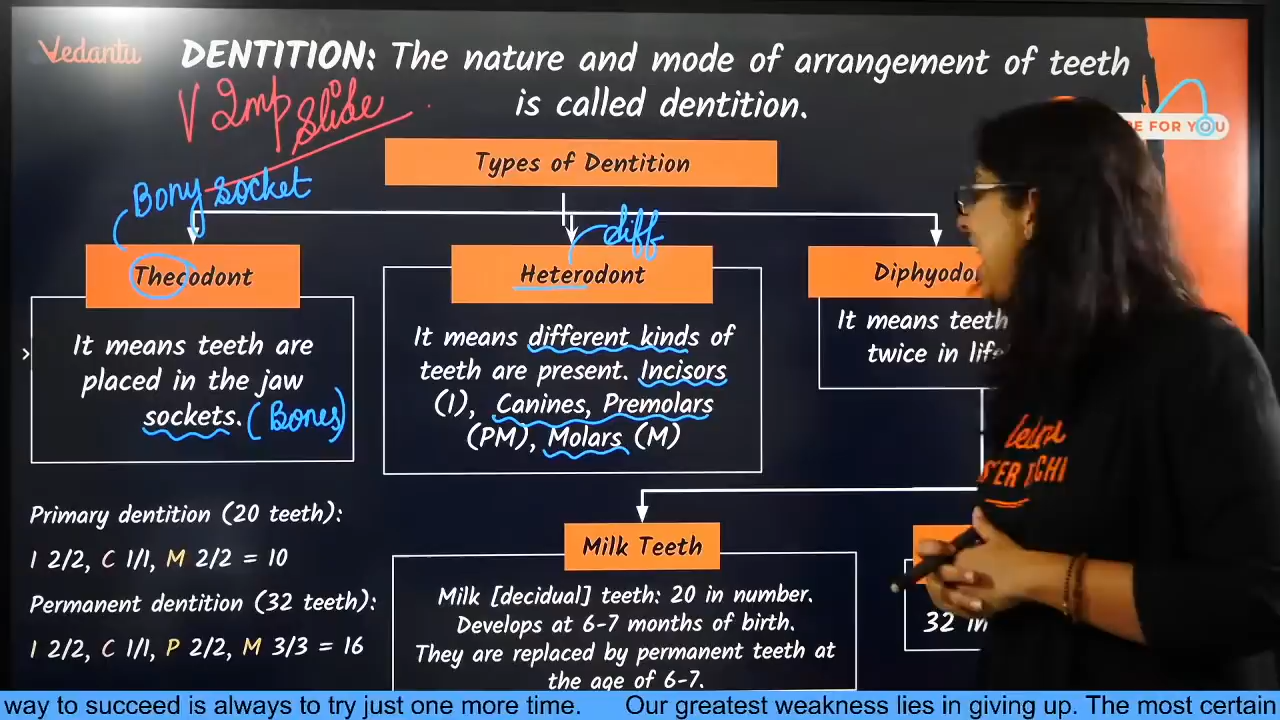 Vedantu
DENTITION: The nature and mode of arrangement of teeth
is called dentition.
V Imp
slide
FOR YOU
Types of Dentition
Bony socket
diff
Thecodont
Heterodont
It means teeth are
placed in the jaw
sockets. (Bones)
It means different kinds of
teeth are present. Incisors
(I), Canines, Premolars
(PM), Molars (M)
It means teeth
twice in
Primary dentition (20 teeth):
I 2/2, C 1/1, M 2/2 = 10
Permanent dentition (32 teeth):
I 2/2, C 1/1, P 2/2, M 3/3 = 16
Milk Teeth
Milk [decidual] teeth: 20 in number.
Develops at 6-7 months of birth.
They are replaced by permanent teeth at
the age of 6-7.
32
way to succeed is always to try just one more time. Our greatest weakness lies in giving up. The most certain